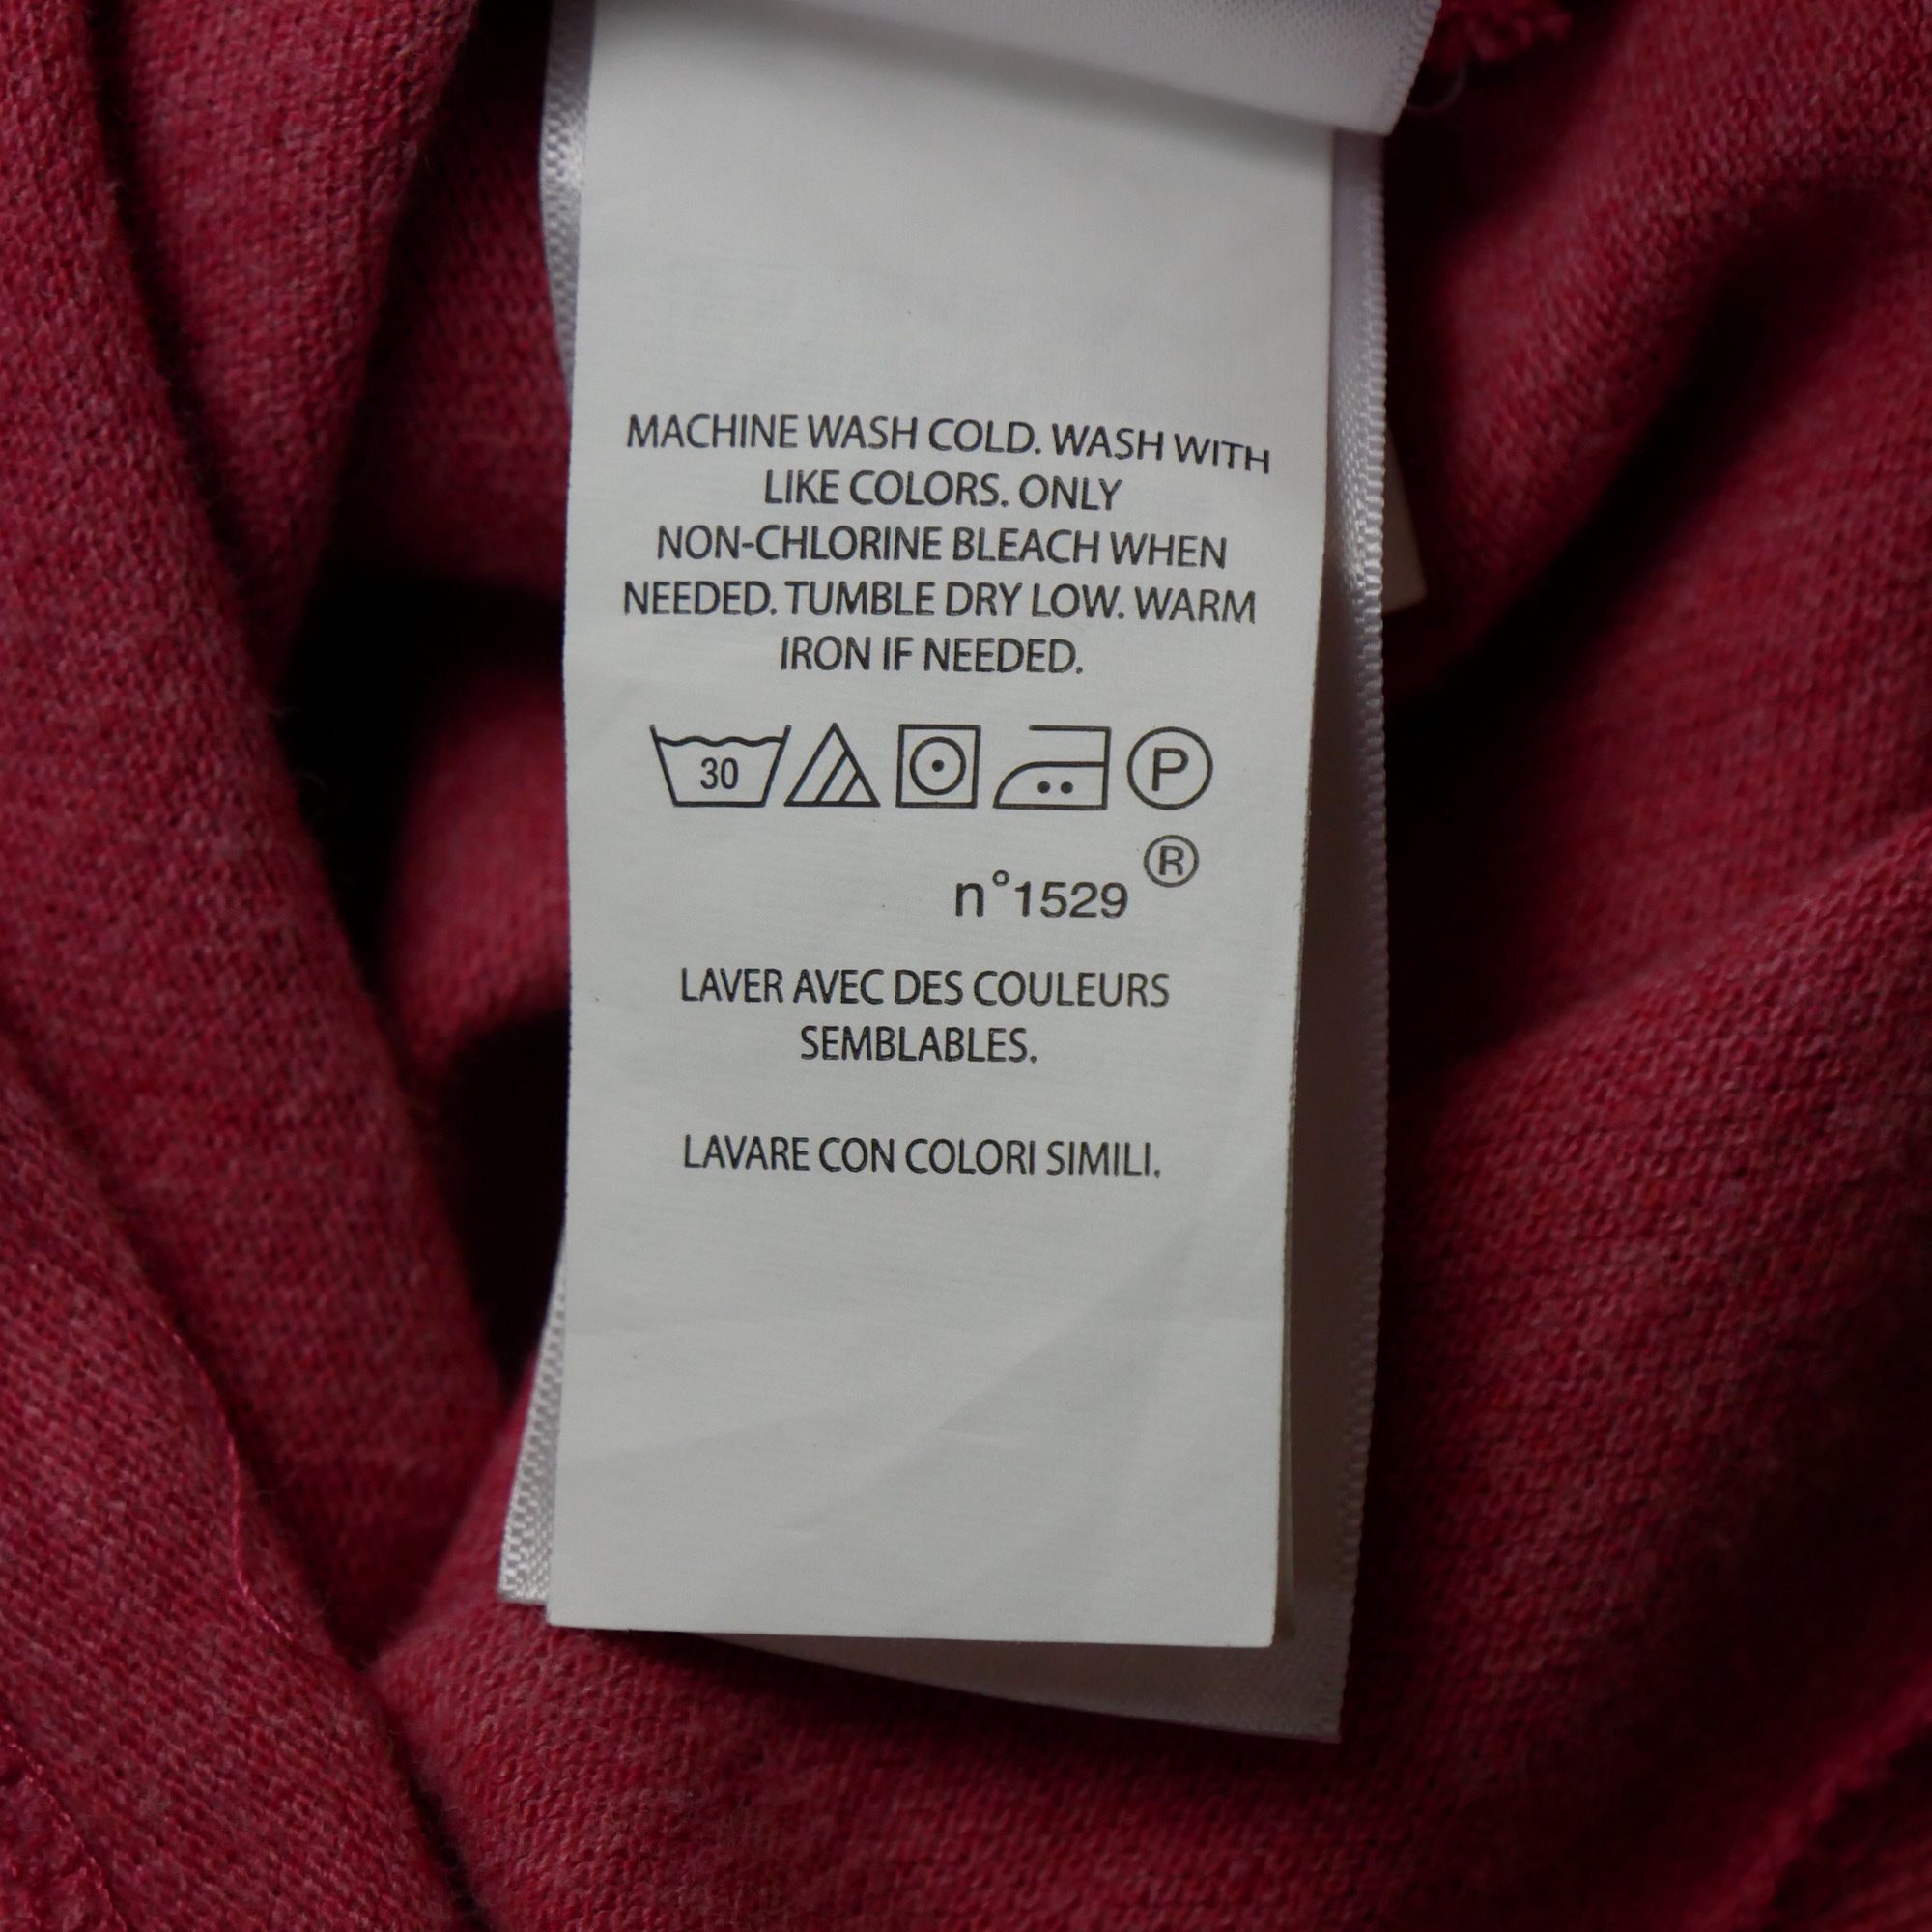 MACHINE WASH COLD. WASH WITH
LIKE COLORS. ONLY
NON-CHLORINE BLEACH WHEN
NEEDED. TUMBLE DRY LOW. WARM
IRON IF NEEDED.
30 P
®
n°1529
LAVER AVEC DES COULEURS
SEMBLABLES.
LAVARE CON COLORI SIMILI.